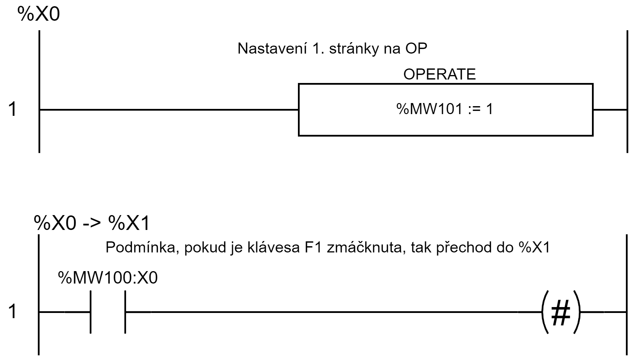 %X0
Nastavení 1. stránky na OP
OPERATE
1
%MW101 := 1
%X0 -> %X1
Podmínka, pokud je klávesa F1 zmáčknuta, tak přechod do %X1
%MW100:X0
1
(#)